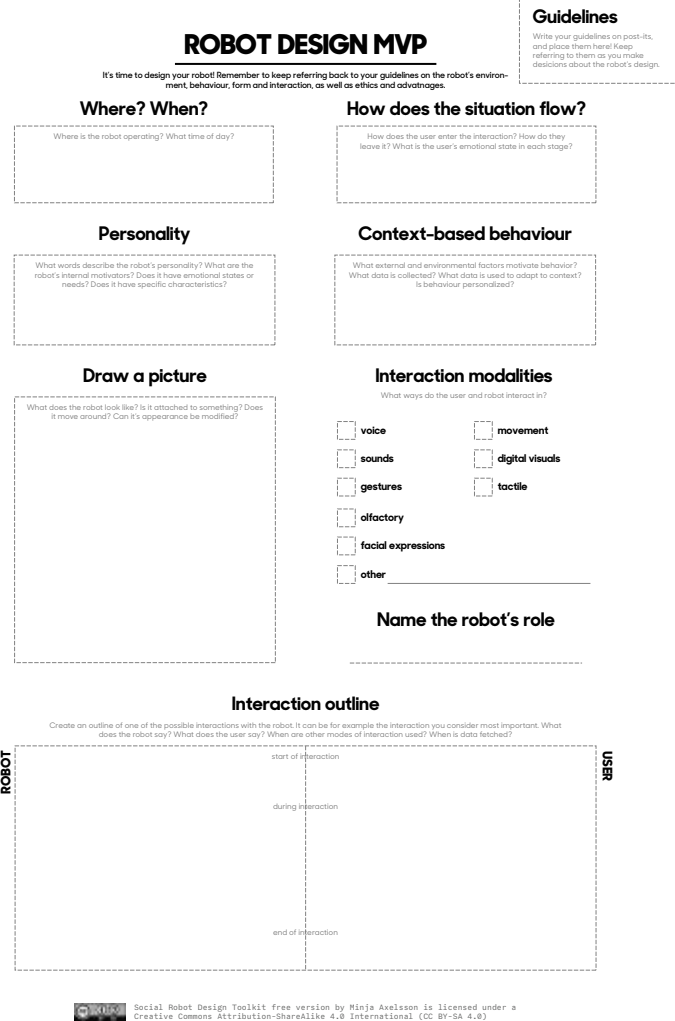 Guidelines
Write your guidelines on post-its,
and place them here! Keep
referring to them as you make
desicions about the robot's design.
ROBOT DESIGN MVP
It's time to design your robot! Remember to keep referring back to your guidelines on the robot's environ-
ment, behaviour, form and interaction, as well as ethics and advatnages.
Where? When?
Where is the robot operating? What time of day?
How does the situation flow?
How does the user enter the interaction? How do they
leave it? What is the user's emotional state in each stage?
Personality
What words describe the robot's personality? What are the
robot's internal motivators? Does it have emotional states or
needs? Does it have specific characteristics?
Context-based behaviour
What external and environmental factors motivate behavior?
What data is collected? What data is used to adapt to context?
Is behaviour personalized?
Draw a picture
What does the robot look like? Is it attached to something? Does
it move around? Can it's appearance be modified?
Interaction modalities
What ways do the user and robot interact in?
voice
movement
sounds
digital visuals
gestures
tactile
olfactory
facial expressions
other
Name the robot's role
Interaction outline
Create an outline of one of the possible interactions with the robot. It can be for example the interaction you consider most important. What
does the robot say? What does the user say? When are other modes of interaction used? When is data fetched?
ROBOT
USER
start of interaction
during interaction
end of interaction
Social Robot Design Toolkit free version by Minja Axelsson is licensed under a
Creative Commons Attribution-ShareAlike 4.0 International (CC BY-SA 4.0)